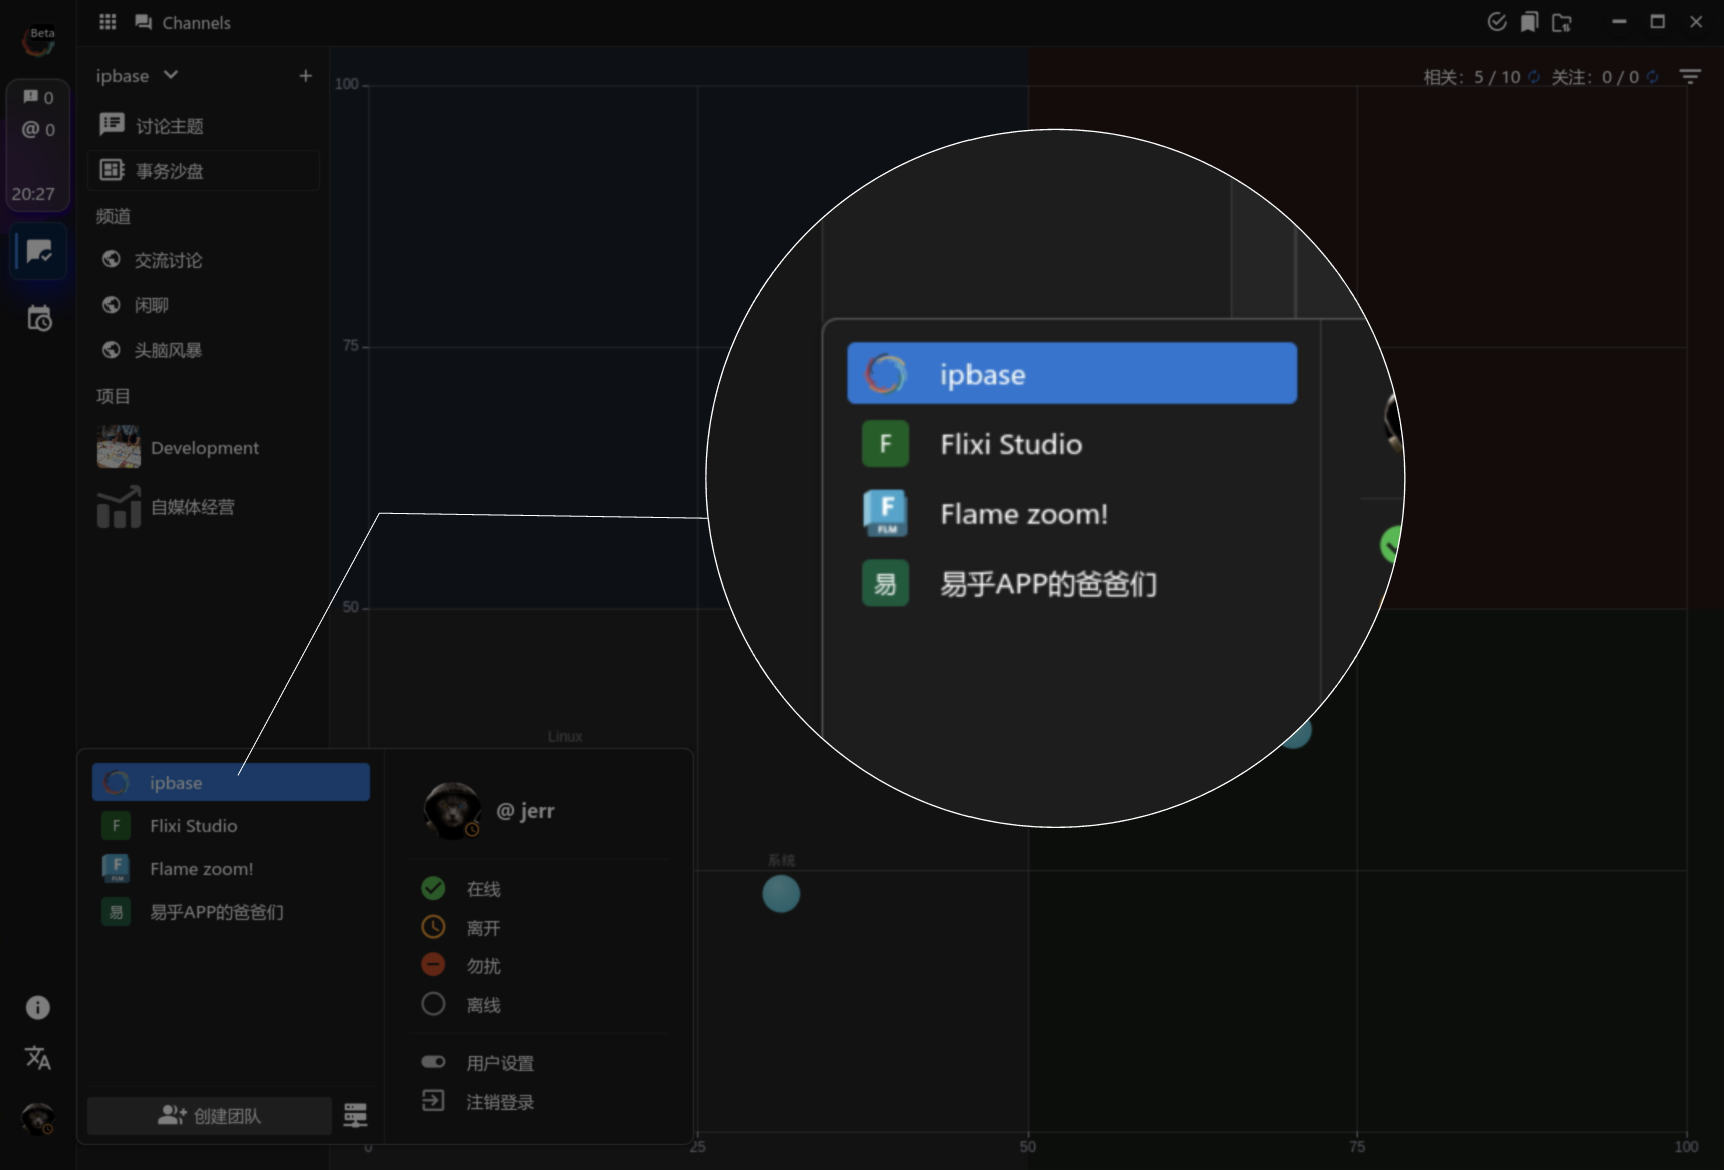 Beta
Channels
0
@ 0
20:27
ipbase
讨论主题
事务沙盘
频道
交流讨论
闲聊
头脑风暴
项目
Development
自媒体经营
相关: 5 / 10 关注: 0 / 0
100
75
50
ipbase
F Flixi Studio
F FLM Flame zoom!
易 易乎APP的爸爸们
Linux
系统
ipbase
F Flixi Studio
F FLM Flame zoom!
易 易乎APP的爸爸们
@ jerr
在线
离开
勿扰
离线
用户设置
注销登录
创建团队
文A
0 25 50 75 100